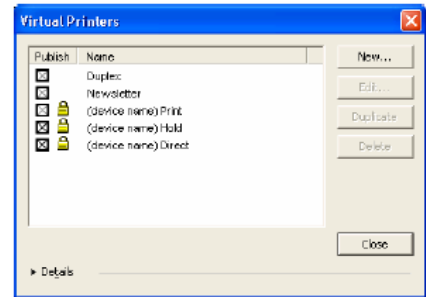 Virtual Printers
Publish Name New...
Duplex Edit...
Newsletter
(device name) Print Duplicate
(device name) Hold
(device name) Direct Delete
Close
Details